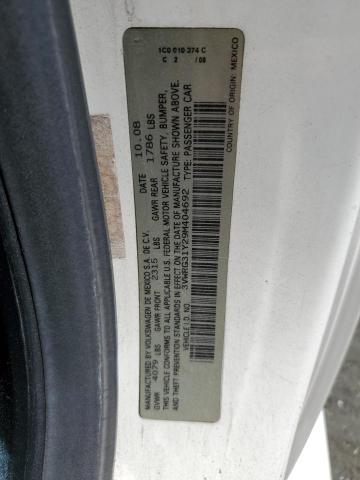 1C0 010 374 C
C 2 /08
MANUFACTURED BY VOLKSWAGEN DE MEXICO S.A. DE C.V. DATE 10.08
GVWR 4079 LBS GAWR FRONT 2315 LBS GAWR REAR 1786 LBS
THIS VEHICLE CONFORMS TO ALL APPLICABLE U.S. FEDERAL MOTOR VEHICLE SAFETY, BUMPER,
AND THEFT PREVENTION STANDARDS IN EFFECT ON THE DATE OF MANUFACTURE SHOWN ABOVE.
VEHICLE ID NO. 3VWRG31Y29M404692 TYPE: PASSENGER CAR
COUNTRY OF ORIGIN: MEXICO